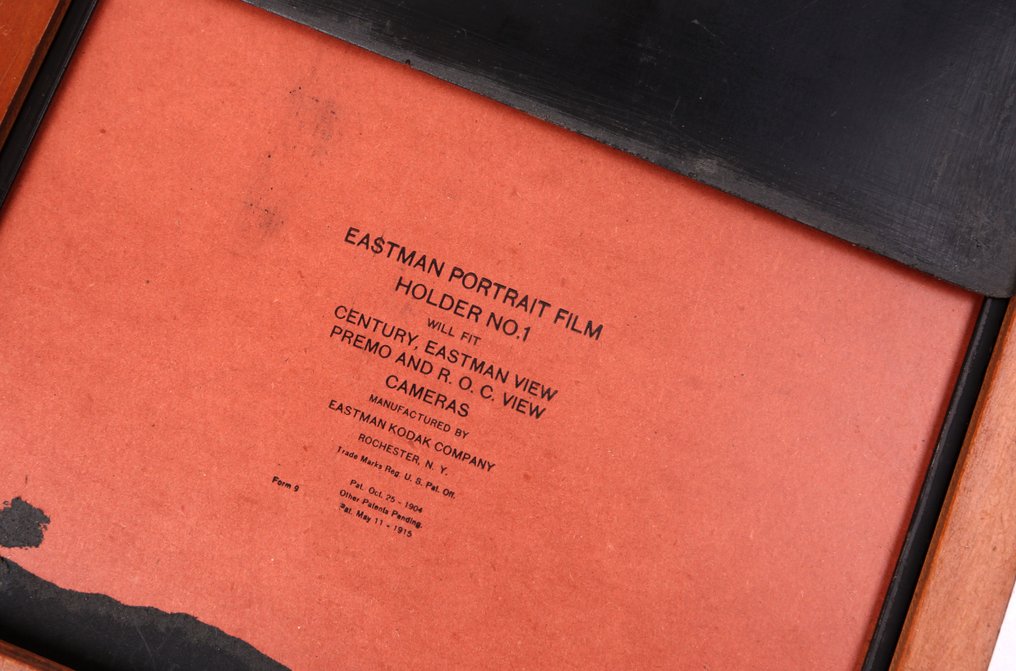 EASTMAN PORTRAIT FILM
HOLDER NO.1
WILL FIT
CENTURY, EASTMAN VIEW
PREMO AND R. O. C. VIEW
CAMERAS
MANUFACTURED BY
EASTMAN KODAK COMPANY
ROCHESTER, N. Y.
Trade Marks Reg. U. S. Pat. Off.
Form 9
Pat. Oct. 25 - 1904
Other Patents Pending.
Pat. May 11 - 1915